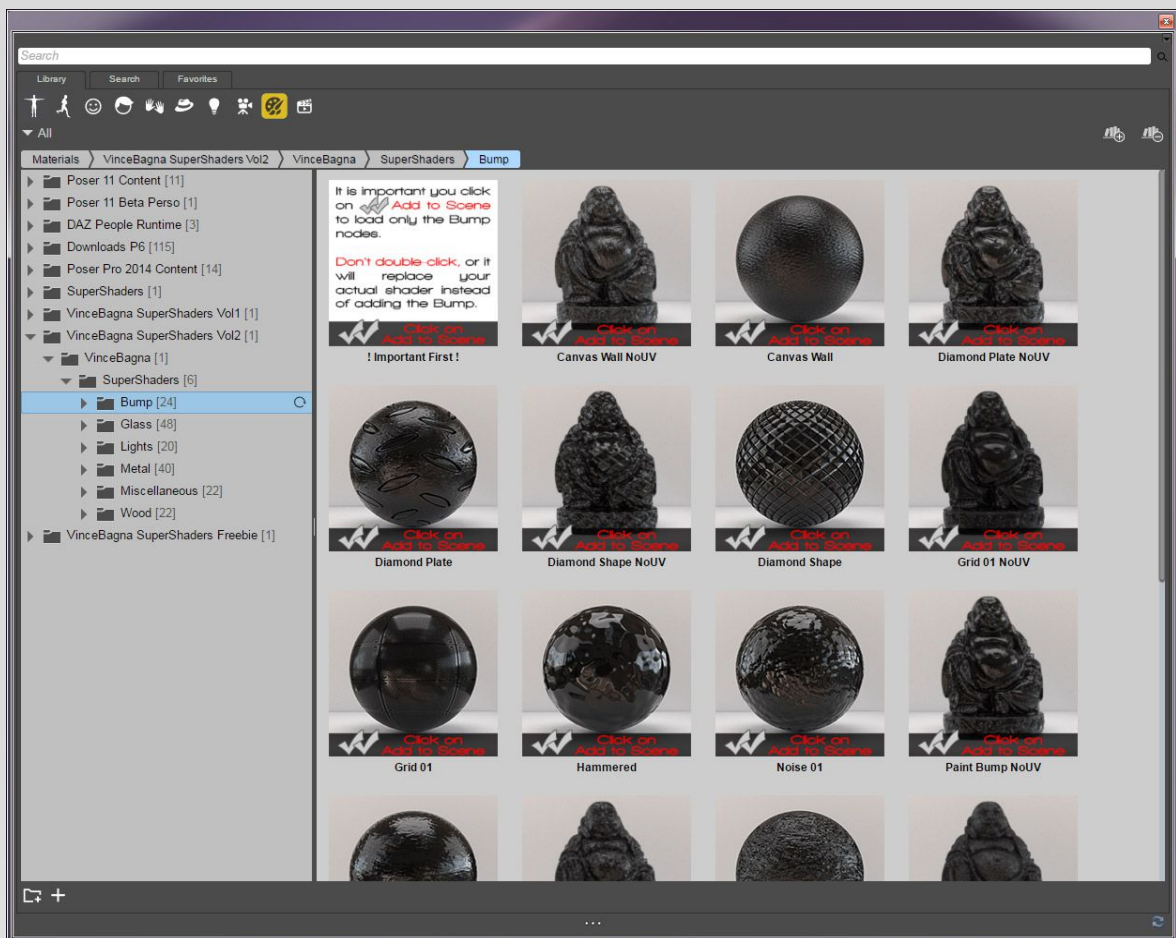 Search
Library Search Favorites
All
Materials VinceBagna SuperShaders Vol2 VinceBagna SuperShaders Bump
Poser 11 Content [11]
Poser 11 Beta Perso [1]
DAZ People Runtime [3]
Downloads P6 [115]
Poser Pro 2014 Content [14]
SuperShaders [1]
VinceBagna SuperShaders Vol1 [1]
VinceBagna SuperShaders Vol2 [1]
VinceBagna [1]
SuperShaders [6]
Bump [24]
Glass [48]
Lights [20]
Metal [40]
Miscellaneous [22]
Wood [22]
VinceBagna SuperShaders Freebie [1]
It is important you click
on Add to Scene
to load only the Bump
nodes.
Don't double-click, or it
will replace your
actual shader instead
of adding the Bump.
Click on
Add to Scene
! Important First !
Click on
Add to Scene
Canvas Wall NoUV
Click on
Add to Scene
Canvas Wall
Click on
Add to Scene
Diamond Plate NoUV
Click on
Add to Scene
Diamond Plate
Click on
Add to Scene
Diamond Shape NoUV
Click on
Add to Scene
Diamond Shape
Click on
Add to Scene
Grid 01 NoUV
Click on
Add to Scene
Grid 01
Click on
Add to Scene
Hammered
Click on
Add to Scene
Noise 01
Click on
Add to Scene
Paint Bump NoUV
...